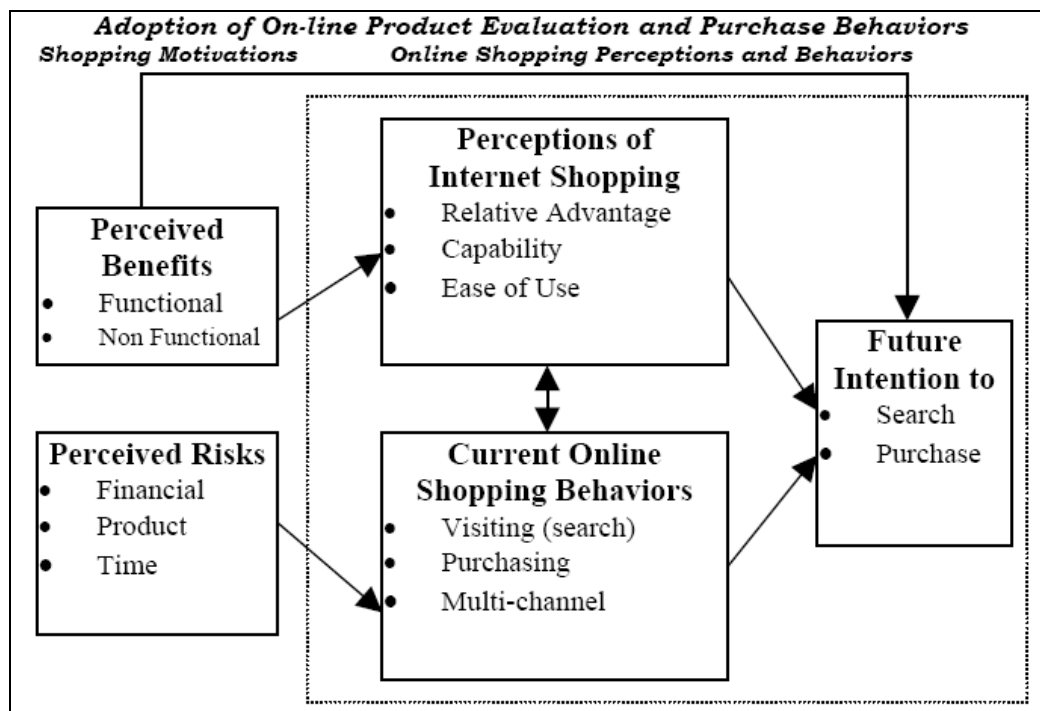 Adoption of On-line Product Evaluation and Purchase Behaviors
Shopping Motivations
Online Shopping Perceptions and Behaviors
Perceived
Benefits
• Functional
• Non Functional
Perceived Risks
• Financial
• Product
• Time
Perceptions of
Internet Shopping
• Relative Advantage
• Capability
• Ease of Use
Current Online
Shopping Behaviors
• Visiting (search)
• Purchasing
• Multi-channel
Future
Intention to
• Search
• Purchase